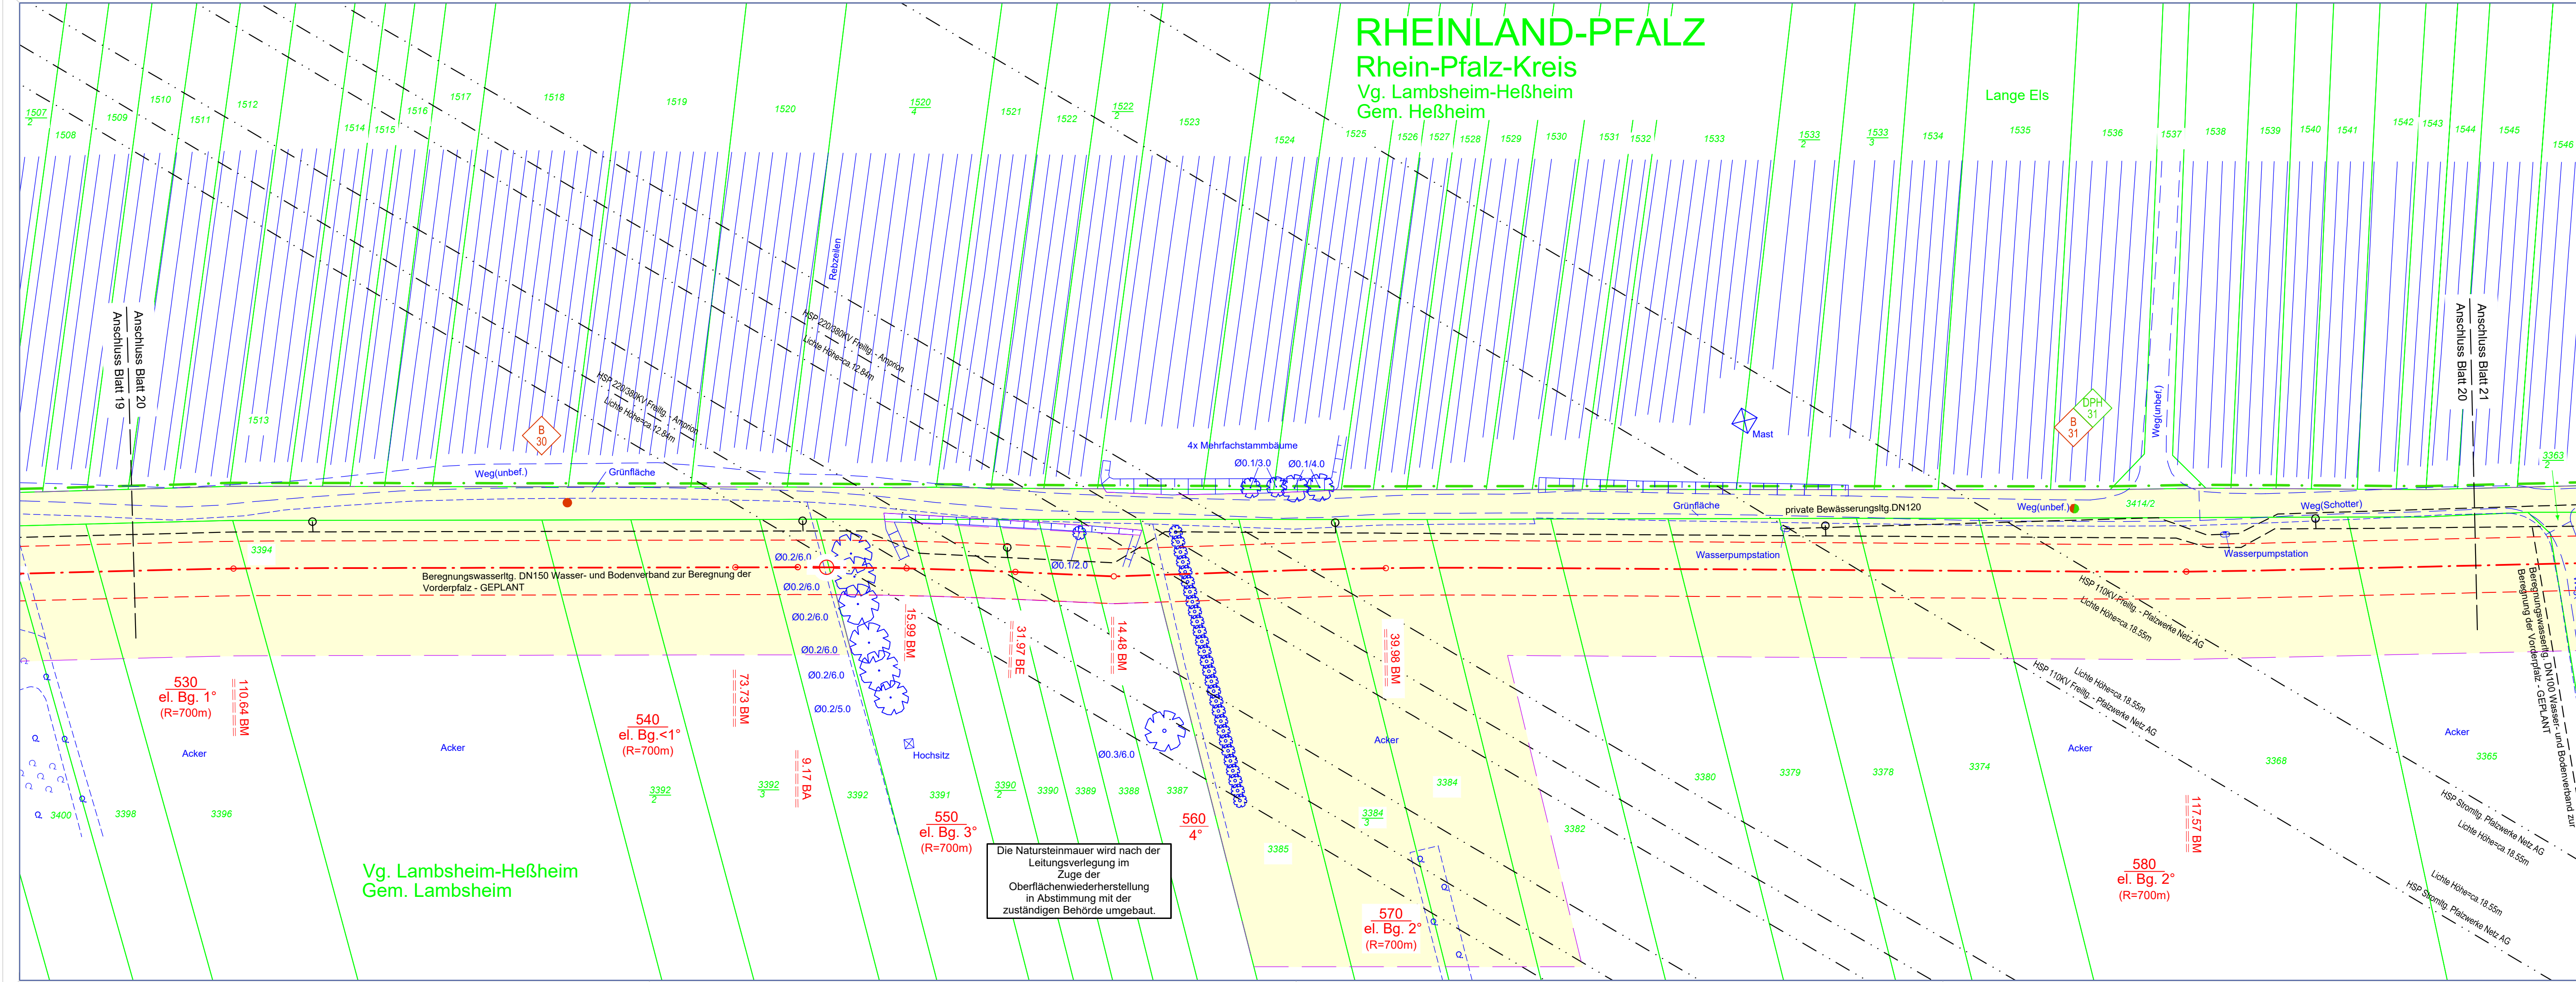 RHEINLAND-PFALZ
Rhein-Pfalz-Kreis
Vg. Lambsheim-Heßheim
Gem. Heßheim
Lange Els
1507
2
1508
1509
1510
1511
1512
1513
1514
1515
1516
1517
1518
1519
1520
1520
4
1521
1522
1522
2
1523
1524
1525
1526
1527
1528
1529
1530
1531
1532
1533
1533
2
1533
3
1534
1535
1536
1537
1538
1539
1540
1541
1542
1543
1544
1545
1546
Rebzeilen
Anschluss Blatt 20
Anschluss Blatt 19
Anschluss Blatt 21
Anschluss Blatt 20
HSP 220/380KV Freiltg. - Amprion
Lichte Höhe=ca.12.84m
HSP 220/380KV Freiltg. - Amprion
Lichte Höhe=ca.12.84m
B
30
Weg(unbef.)
Grünfläche
4x Mehrfachstammbäume
Ø0.1/3.0
Ø0.1/4.0
Mast
DPH
31
B
31
Weg(unbef.)
3363
2
Grünfläche
private Bewässerungsltg.DN120
Weg(unbef.)
3414/2
Weg(Schotter)
Wasserpumpstation
Wasserpumpstation
3394
Beregnungswasserltg. DN150 Wasser- und Bodenverband zur Beregnung der
Vorderpfalz - GEPLANT
Ø0.2/6.0
Ø0.2/6.0
Ø0.2/6.0
Ø0.2/6.0
Ø0.2/6.0
Ø0.2/5.0
Ø0.1/2.0
Ø0.3/6.0
15.99 BM
31.97 BE
14.48 BM
39.98 BM
HSP 110KV Freiltg. - Pfalzwerke Netz AG
Lichte Höhe=ca.18.55m
Lichte Höhe=ca.18.55m
HSP 110KV Freiltg. - Pfalzwerke Netz AG
Beregnungswasserltg. DN100 Wasser- und Bodenverband zur
Beregnung der Vorderpfalz - GEPLANT
530
el. Bg. 1°
(R=700m)
110.64 BM
540
el. Bg.<1°
(R=700m)
73.73 BM
9.17 BA
Acker
Acker
Hochsitz
Acker
Acker
Acker
3400
3398
3396
3392
2
3392
3
3392
3391
3390
2
3390
3389
3388
3387
3385
3384
3
3384
3382
3380
3379
3378
3374
3368
3365
550
el. Bg. 3°
(R=700m)
560
4°
570
el. Bg. 2°
(R=700m)
580
el. Bg. 2°
(R=700m)
117.57 BM
HSP Stromltg. Pfalzwerke Netz AG
Lichte Höhe=ca.18.55m
Lichte Höhe=ca.18.55m
HSP Stromltg. Pfalzwerke Netz AG
Die Natursteinmauer wird nach der
Leitungsverlegung im
Zuge der
Oberflächenwiederherstellung
in Abstimmung mit der
zuständigen Behörde umgebaut.
Vg. Lambsheim-Heßheim
Gem. Lambsheim